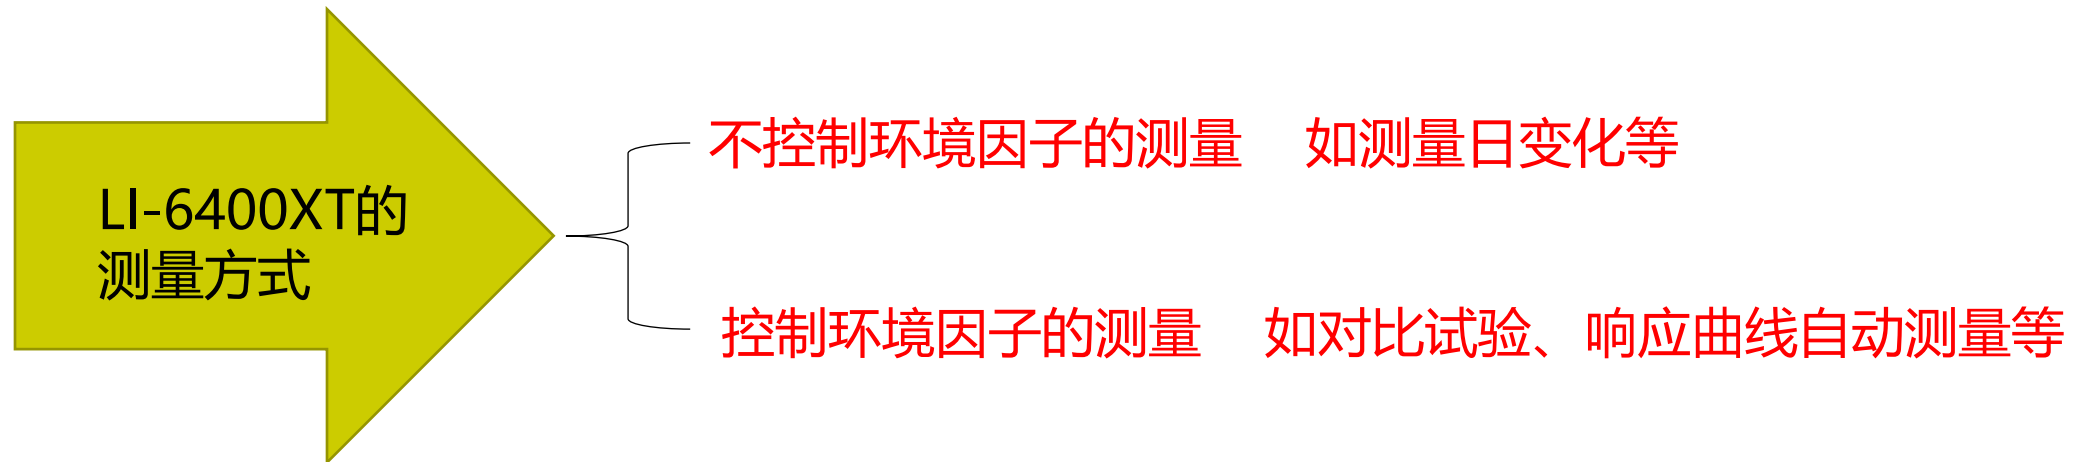 LI-6400XT的
测量方式
不控制环境因子的测量 如测量日变化等
控制环境因子的测量 如对比试验、响应曲线自动测量等